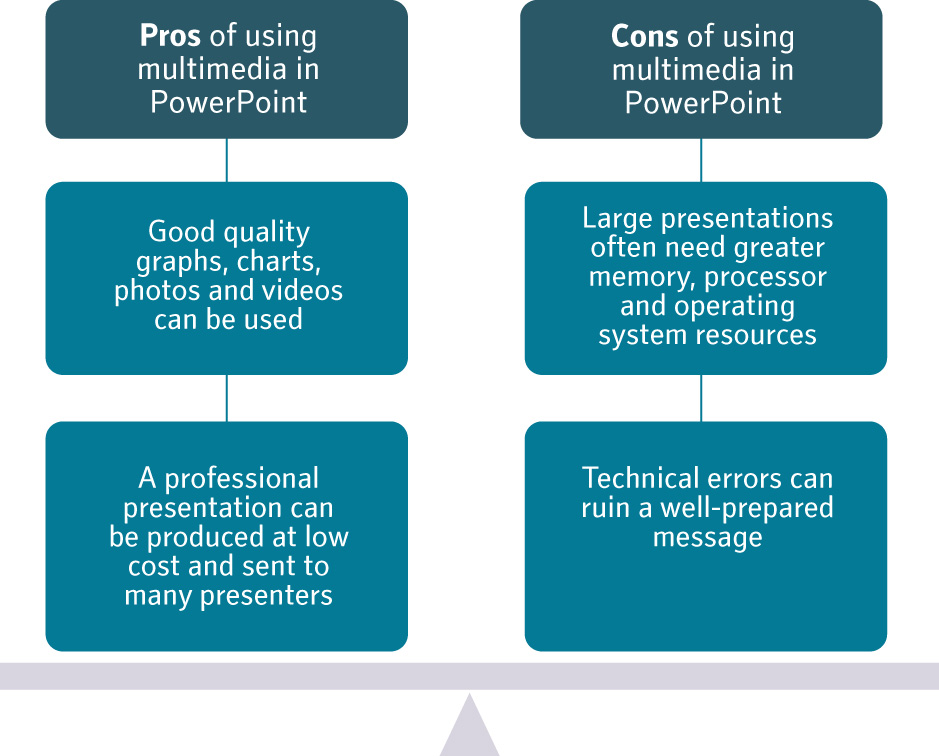 Pros of using
multimedia in
PowerPoint
Good quality
graphs, charts,
photos and videos
can be used
A professional
presentation can
be produced at low
cost and sent to
many presenters
Cons of using
multimedia in
PowerPoint
Large presentations
often need greater
memory, processor
and operating
system resources
Technical errors can
ruin a well-prepared
message